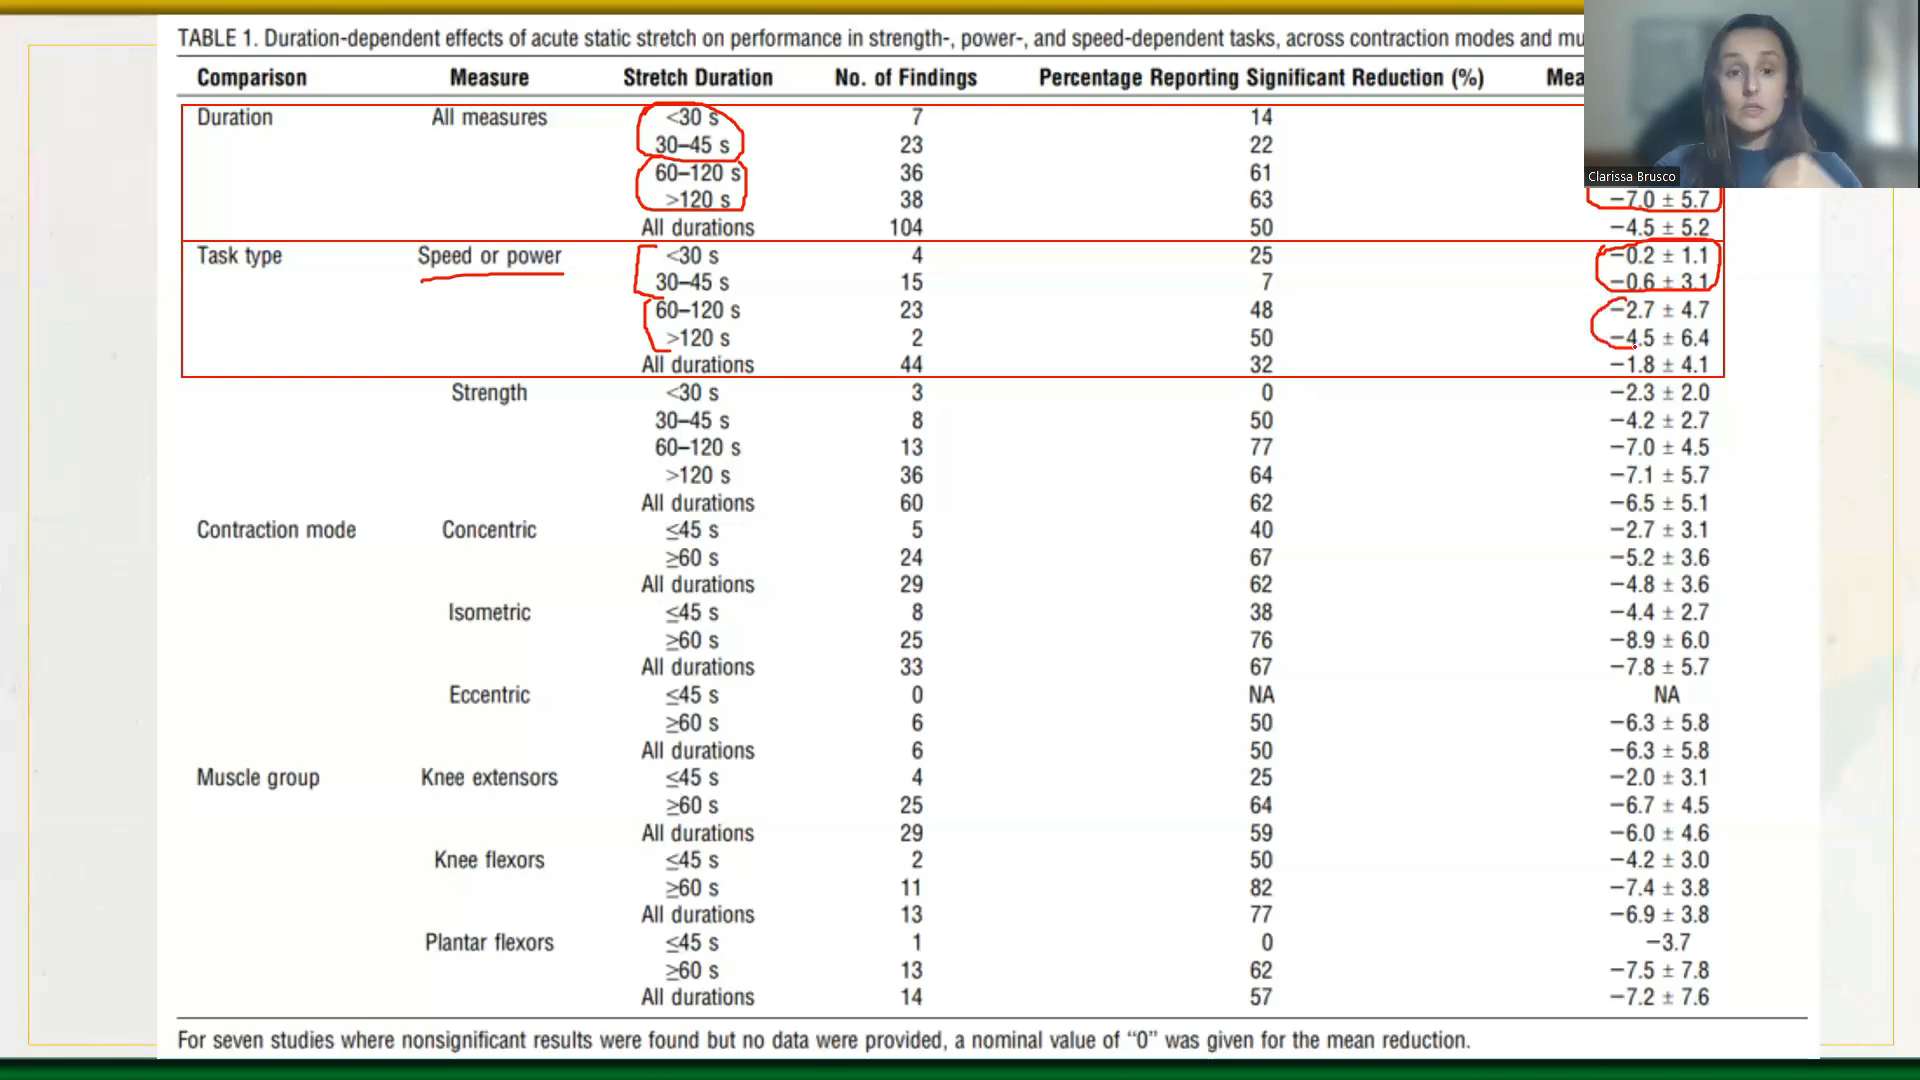 TABLE 1. Duration-dependent effects of acute static stretch on performance in strength-, power-, and speed-dependent tasks, across contraction modes and
Comparison Measure Stretch Duration No. of Findings Percentage Reporting Significant Reduction (%)
Duration All measures <30 s 7 14
30–45 s 23 22
Clarissa Brusco
60–120 s 36 61
>120 s 38 63 −7.0 ± 5.7
All durations 104 50 −4.5 ± 5.2
Task type Speed or power <30 s 4 25 −0.2 ± 1.1
30–45 s 15 7 −0.6 ± 3.1
60–120 s 23 48 −2.7 ± 4.7
>120 s 2 50 −4.5 ± 6.4
All durations 44 32 −1.8 ± 4.1
Strength <30 s 3 0 −2.3 ± 2.0
30–45 s 8 50 −4.2 ± 2.7
60–120 s 13 77 −7.0 ± 4.5
>120 s 36 64 −7.1 ± 5.7
All durations 60 62 −6.5 ± 5.1
Contraction mode Concentric ≤45 s 5 40 −2.7 ± 3.1
≥60 s 24 67 −5.2 ± 3.6
All durations 29 62 −4.8 ± 3.6
Isometric ≤45 s 8 38 −4.4 ± 2.7
≥60 s 25 76 −8.9 ± 6.0
All durations 33 67 −7.8 ± 5.7
Eccentric ≤45 s 0 NA NA
≥60 s 6 50 −6.3 ± 5.8
All durations 6 50 −6.3 ± 5.8
Muscle group Knee extensors ≤45 s 4 25 −2.0 ± 3.1
≥60 s 25 64 −6.7 ± 4.5
All durations 29 59 −6.0 ± 4.6
Knee flexors ≤45 s 2 50 −4.2 ± 3.0
≥60 s 11 82 −7.4 ± 3.8
All durations 13 77 −6.9 ± 3.8
Plantar flexors ≤45 s 1 0 −3.7
≥60 s 13 62 −7.5 ± 7.8
All durations 14 57 −7.2 ± 7.6
For seven studies where nonsignificant results were found but no data were provided, a nominal value of “0” was given for the mean reduction.